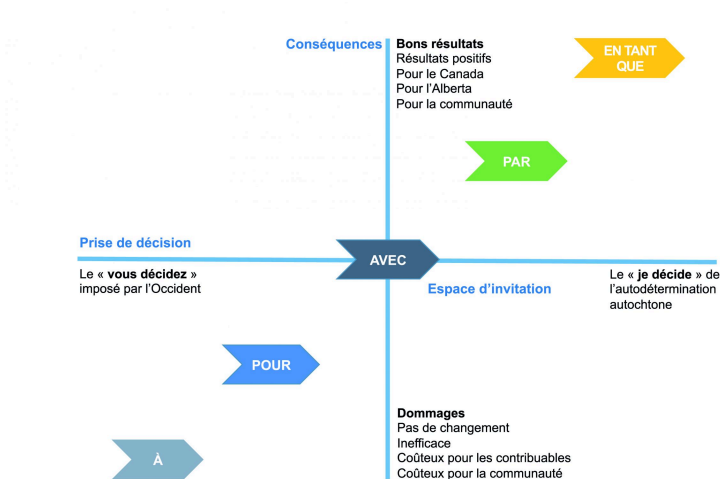 Conséquences
Bons résultats
Résultats positifs
Pour le Canada
Pour l’Alberta
Pour la communauté
EN TANT
QUE
PAR
Prise de décision
AVEC
Le « vous décidez »
imposé par l’Occident
Espace d’invitation
Le « je décide » de
l’autodétermination
autochtone
POUR
Dommages
Pas de changement
Inefficace
Coûteux pour les contribuables
Coûteux pour la communauté
À